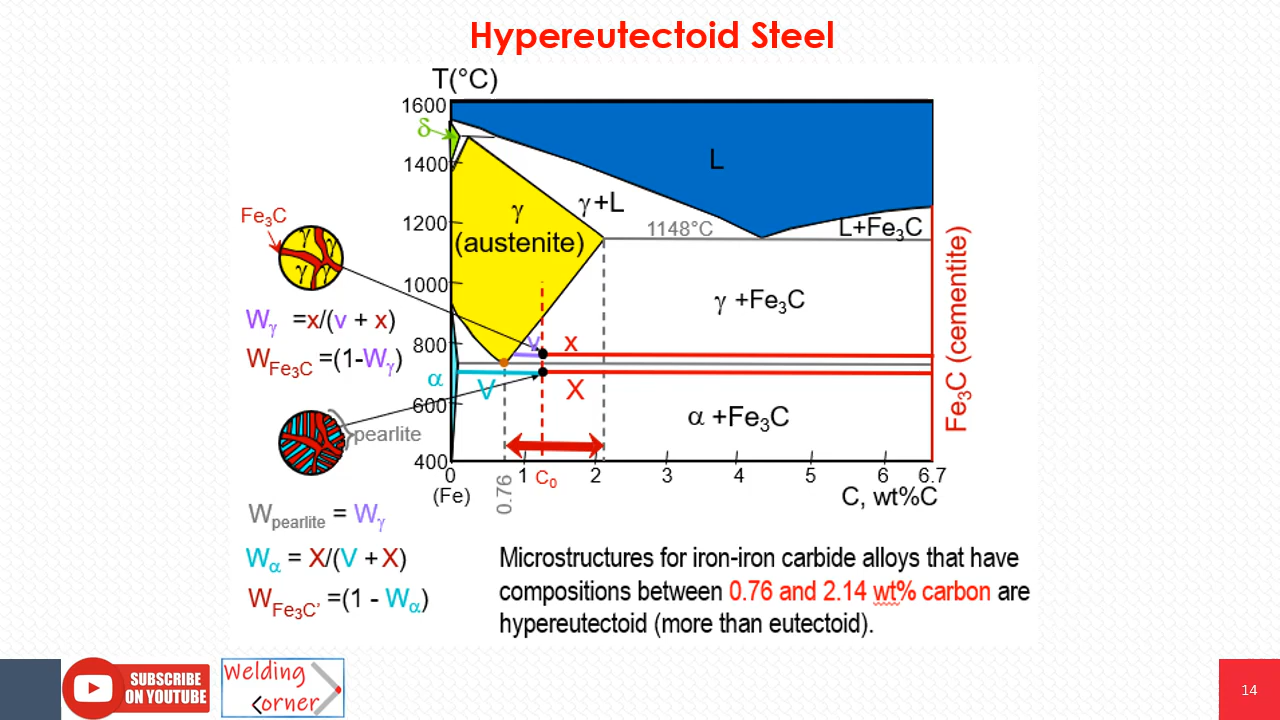 Hypereutectoid Steel
T(°C)
1600
δ
1400
L
γ+L
γ
(austenite)
1200
1148°C
L+Fe₃C
Fe₃C
γ γ γ γ
1000
γ +Fe₃C
Fe₃C (cementite)
Wγ =x/(v + x)
W Fe₃C =(1-Wγ)
800
v x
α
V X
600
α +Fe₃C
pearlite
400
0 1 C₀ 2 3 4 5 6 6.7
(Fe)
0.76
C, wt%C
Wpearlite = Wγ
Wα = X/(V + X)
W Fe₃C’ =(1 - Wα)
Microstructures for iron-iron carbide alloys that have
compositions between 0.76 and 2.14 wt% carbon are
hypereutectoid (more than eutectoid).
SUBSCRIBE
ON YOUTUBE
Welding
Corner
14